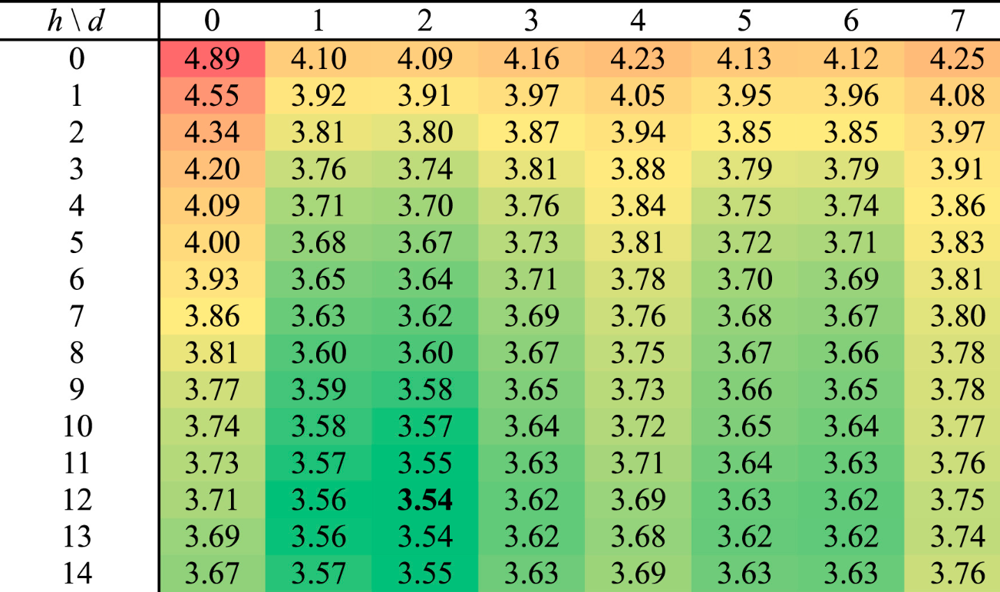 h \ d 0 1 2 3 4 5 6 7
0 4.89 4.10 4.09 4.16 4.23 4.13 4.12 4.25
1 4.55 3.92 3.91 3.97 4.05 3.95 3.96 4.08
2 4.34 3.81 3.80 3.87 3.94 3.85 3.85 3.97
3 4.20 3.76 3.74 3.81 3.88 3.79 3.79 3.91
4 4.09 3.71 3.70 3.76 3.84 3.75 3.74 3.86
5 4.00 3.68 3.67 3.73 3.81 3.72 3.71 3.83
6 3.93 3.65 3.64 3.71 3.78 3.70 3.69 3.81
7 3.86 3.63 3.62 3.69 3.76 3.68 3.67 3.80
8 3.81 3.60 3.60 3.67 3.75 3.67 3.66 3.78
9 3.77 3.59 3.58 3.65 3.73 3.66 3.65 3.78
10 3.74 3.58 3.57 3.64 3.72 3.65 3.64 3.77
11 3.73 3.57 3.55 3.63 3.71 3.64 3.63 3.76
12 3.71 3.56 3.54 3.62 3.69 3.63 3.62 3.75
13 3.69 3.56 3.54 3.62 3.68 3.62 3.62 3.74
14 3.67 3.57 3.55 3.63 3.69 3.63 3.63 3.76